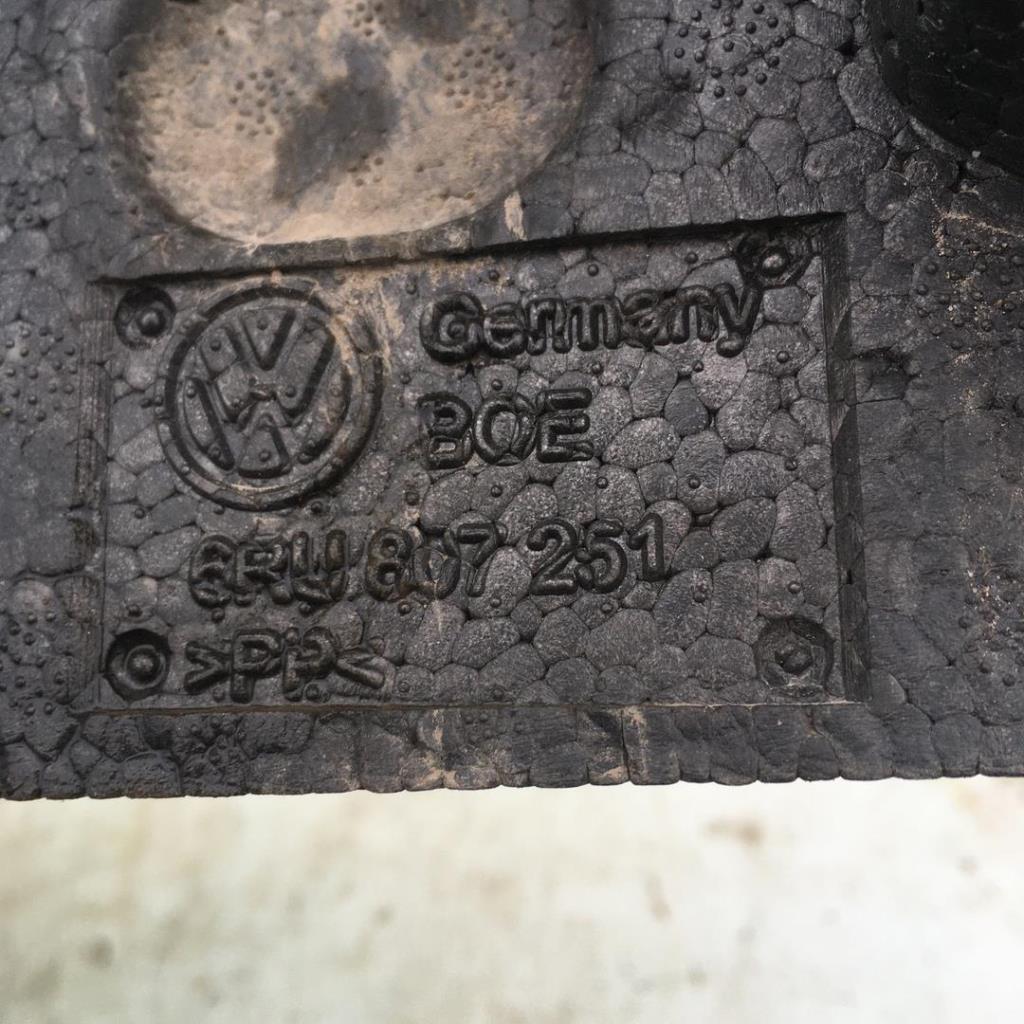 Germany
BOE
6RU 807 251
>PP<